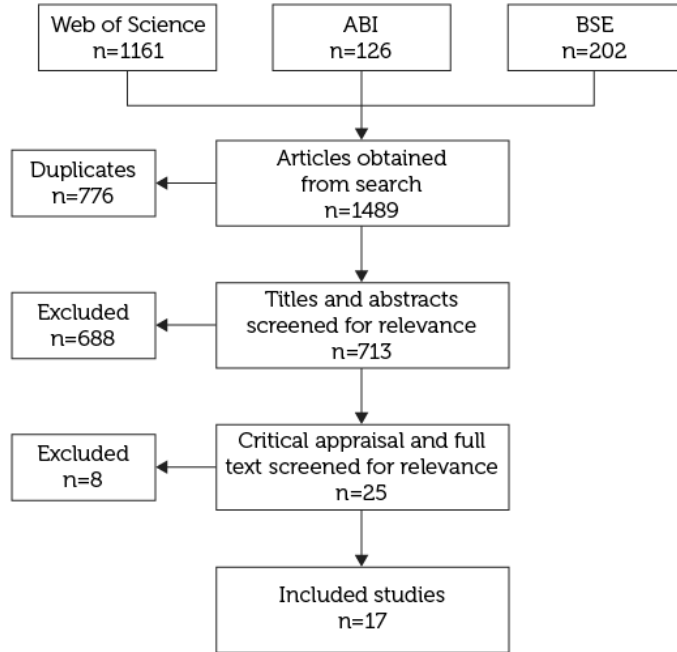 Web of Science
n=1161
ABI
n=126
BSE
n=202
Articles obtained
from search
n=1489
Duplicates
n=776
Titles and abstracts
screened for relevance
n=713
Excluded
n=688
Critical appraisal and full
text screened for relevance
n=25
Excluded
n=8
Included studies
n=17